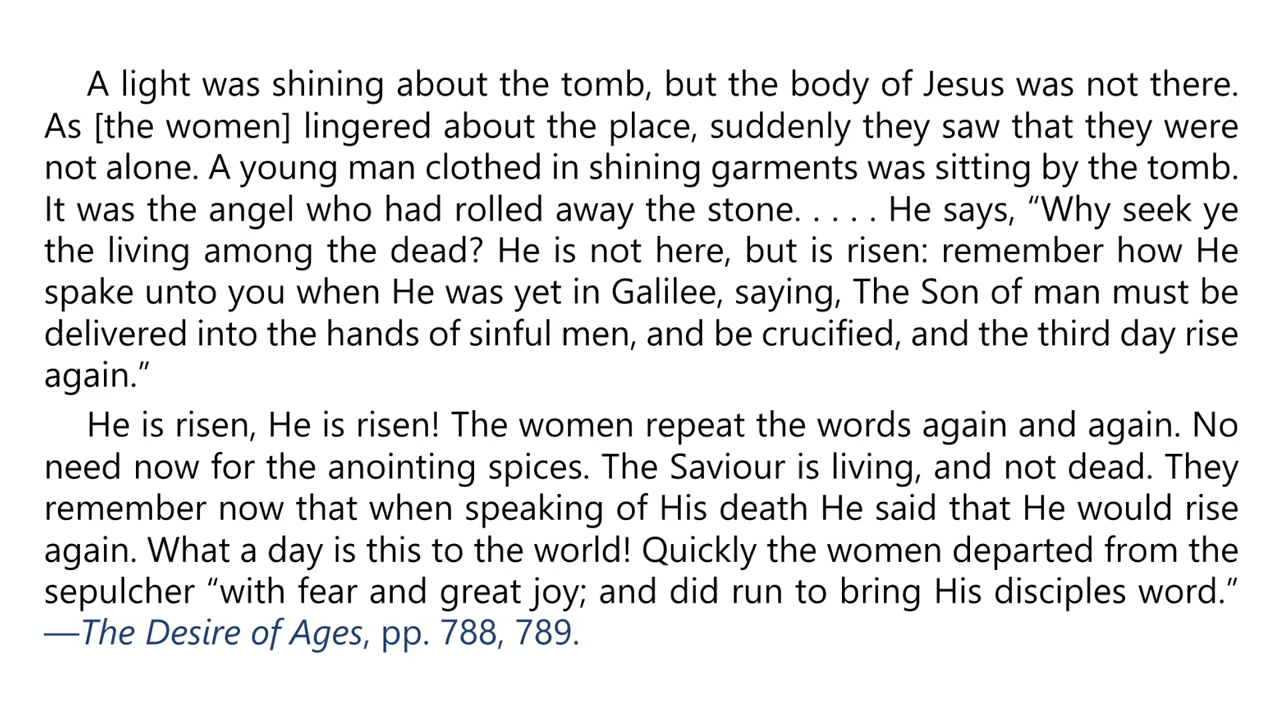 A light was shining about the tomb, but the body of Jesus was not there.
As [the women] lingered about the place, suddenly they saw that they were
not alone. A young man clothed in shining garments was sitting by the tomb.
It was the angel who had rolled away the stone. . . . . He says, “Why seek ye
the living among the dead? He is not here, but is risen: remember how He
spake unto you when He was yet in Galilee, saying, The Son of man must be
delivered into the hands of sinful men, and be crucified, and the third day rise
again.”
He is risen, He is risen! The women repeat the words again and again. No
need now for the anointing spices. The Saviour is living, and not dead. They
remember now that when speaking of His death He said that He would rise
again. What a day is this to the world! Quickly the women departed from the
sepulcher “with fear and great joy; and did run to bring His disciples word.”
—The Desire of Ages, pp. 788, 789.